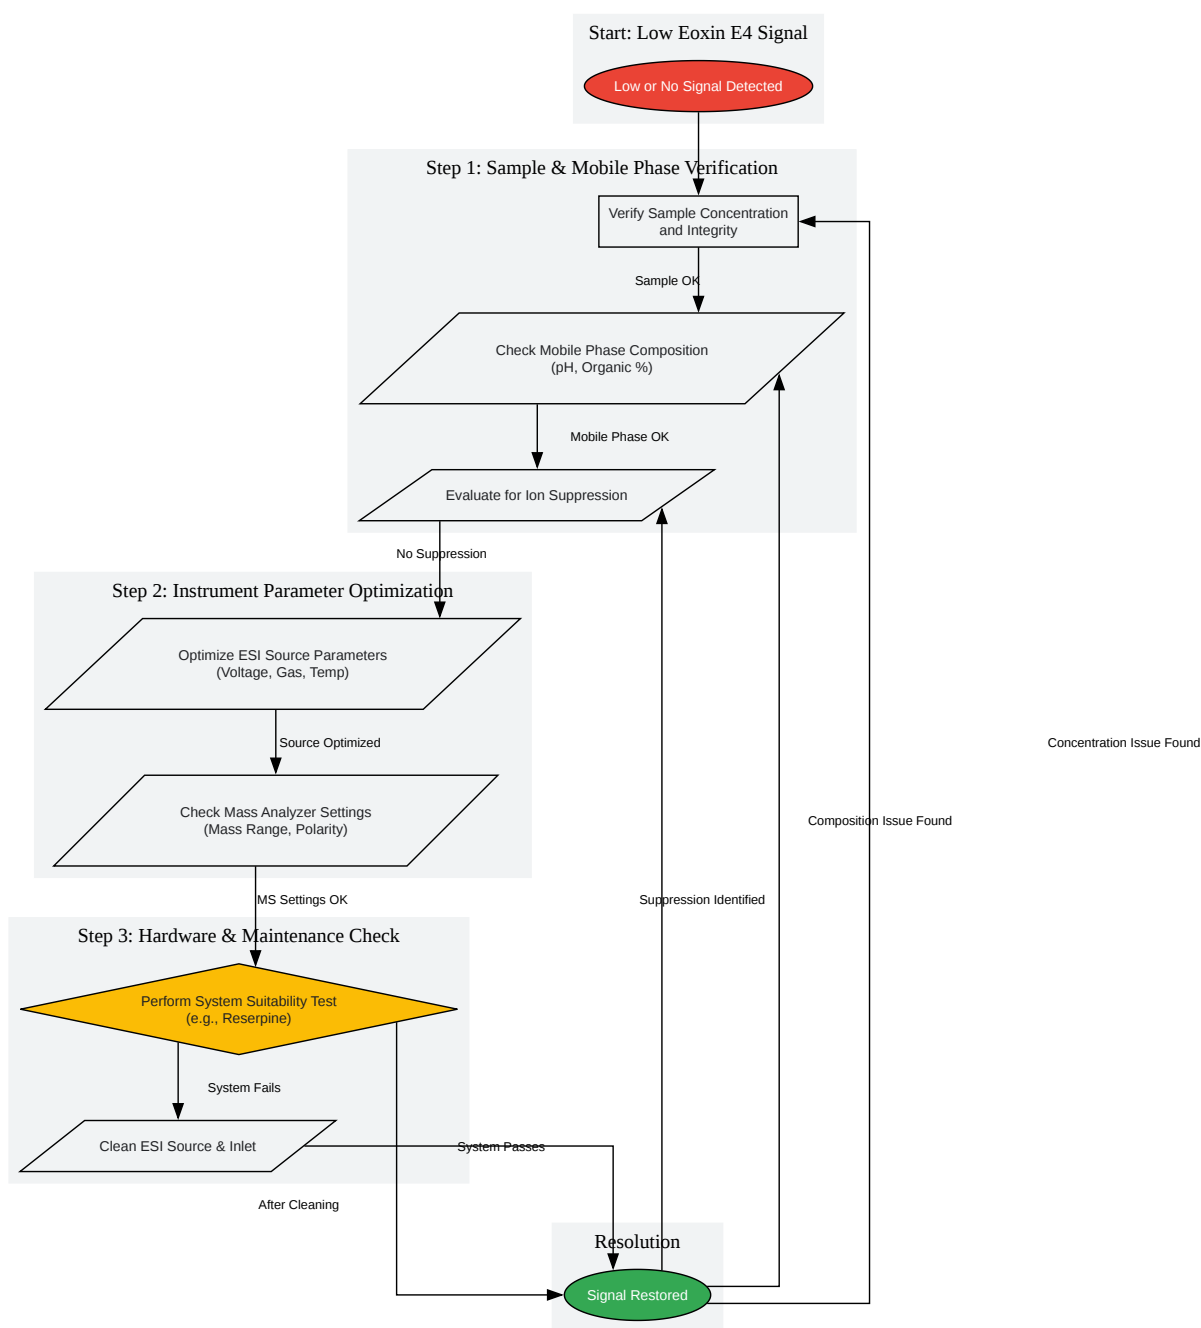 Start: Low Eoxin E4 Signal
Low or No Signal Detected
Step 1: Sample & Mobile Phase Verification
Verify Sample Concentration
and Integrity
Sample OK
Check Mobile Phase Composition
(pH, Organic %)
Mobile Phase OK
Evaluate for Ion Suppression
No Suppression
Step 2: Instrument Parameter Optimization
Optimize ESI Source Parameters
(Voltage, Gas, Temp)
Source Optimized
Concentration Issue Found
Check Mass Analyzer Settings
(Mass Range, Polarity)
Composition Issue Found
MS Settings OK
Suppression Identified
Step 3: Hardware & Maintenance Check
Perform System Suitability Test
(e.g., Reserpine)
System Fails
Clean ESI Source & Inlet
System Passes
After Cleaning
Resolution
Signal Restored